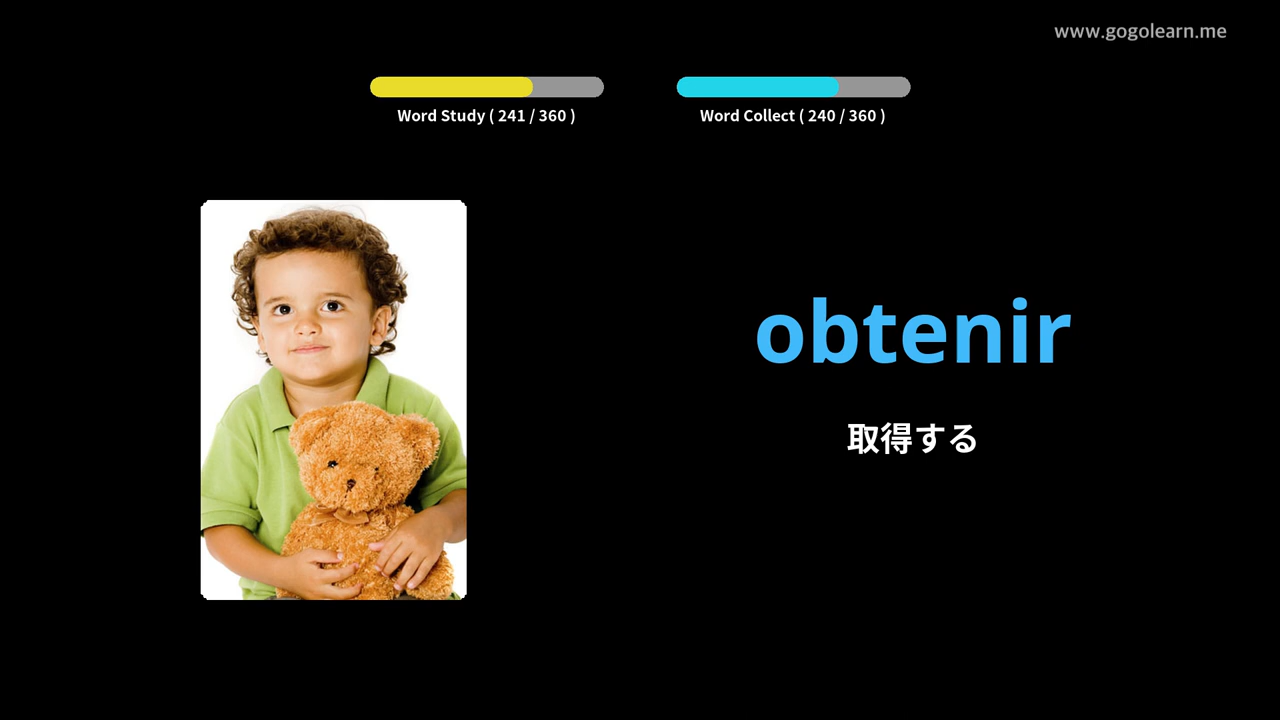 www.gogolearn.me
Word Study ( 241 / 360 )
Word Collect ( 240 / 360 )
obtenir
取得する